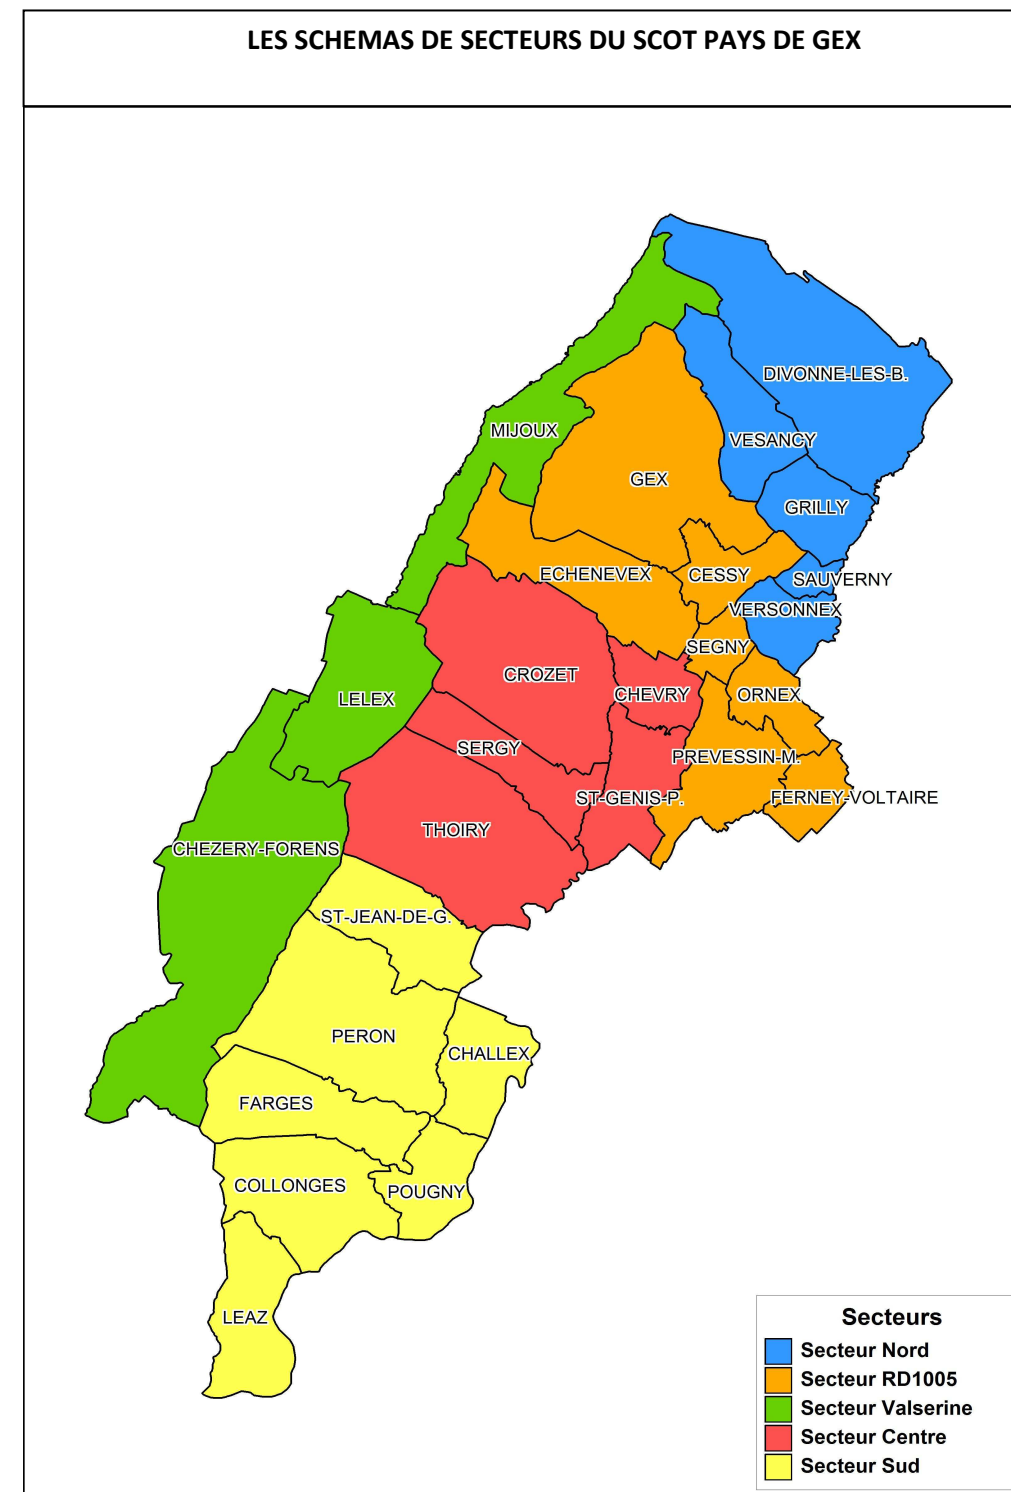 LES SCHEMAS DE SECTEURS DU SCOT PAYS DE GEX
DIVONNE-LES-B.
MIJOUX
VESANCY
GEX
GRILLY
ECHENEVEX
CESSY
SAUVERNY
VERSONNEX
SEGNY
CROZET
CHEVRY
ORNEX
LELEX
SERGY
PREVESSIN-M.
ST-GENIS-P.
FERNEY-VOLTAIRE
THOIRY
CHEZERY-FORENS
ST-JEAN-DE-G.
PERON
CHALLEX
FARGES
COLLONGES
POUGNY
LEAZ
Secteurs
Secteur Nord
Secteur RD1005
Secteur Valserine
Secteur Centre
Secteur Sud